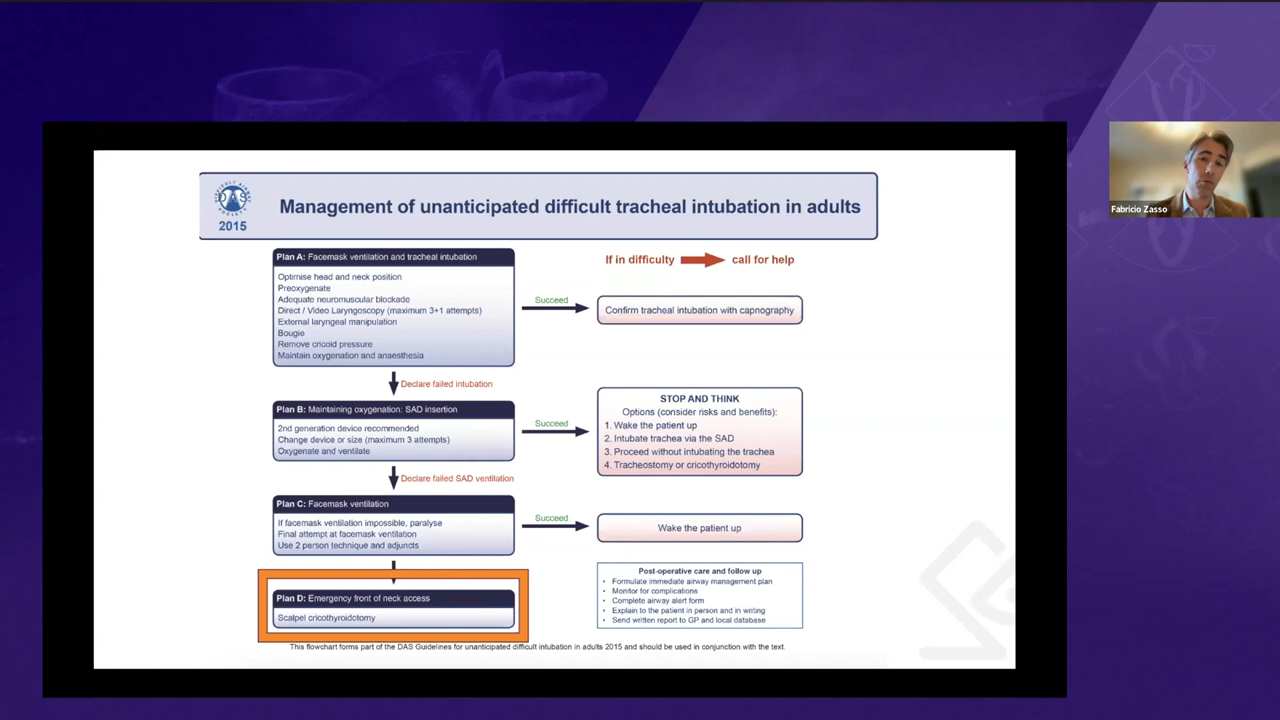 DIFFICULT AIRWAY SOCIETY
DAS
2015
Management of unanticipated difficult tracheal intubation in adults
Plan A: Facemask ventilation and tracheal intubation
Optimise head and neck position
Preoxygenate
Adequate neuromuscular blockade
Direct / Video Laryngoscopy (maximum 3+1 attempts)
External laryngeal manipulation
Bougie
Remove cricoid pressure
Maintain oxygenation and anaesthesia
If in difficulty call for help
Succeed
Confirm tracheal intubation with capnography
Declare failed intubation
Plan B: Maintaining oxygenation: SAD insertion
2nd generation device recommended
Change device or size (maximum 3 attempts)
Oxygenate and ventilate
Succeed
STOP AND THINK
Options (consider risks and benefits):
1. Wake the patient up
2. Intubate trachea via the SAD
3. Proceed without intubating the trachea
4. Tracheostomy or cricothyroidotomy
Declare failed SAD ventilation
Plan C: Facemask ventilation
If facemask ventilation impossible, paralyse
Final attempt at facemask ventilation
Use 2 person technique and adjuncts
Succeed
Wake the patient up
Plan D: Emergency front of neck access
Scalpel cricothyroidotomy
Post-operative care and follow up
• Formulate immediate airway management plan
• Monitor for complications
• Complete airway alert form
• Explain to the patient in person and in writing
• Send written report to GP and local database
This flowchart forms part of the DAS Guidelines for unanticipated difficult intubation in adults 2015 and should be used in conjunction with the text.
Fabricio Zasso